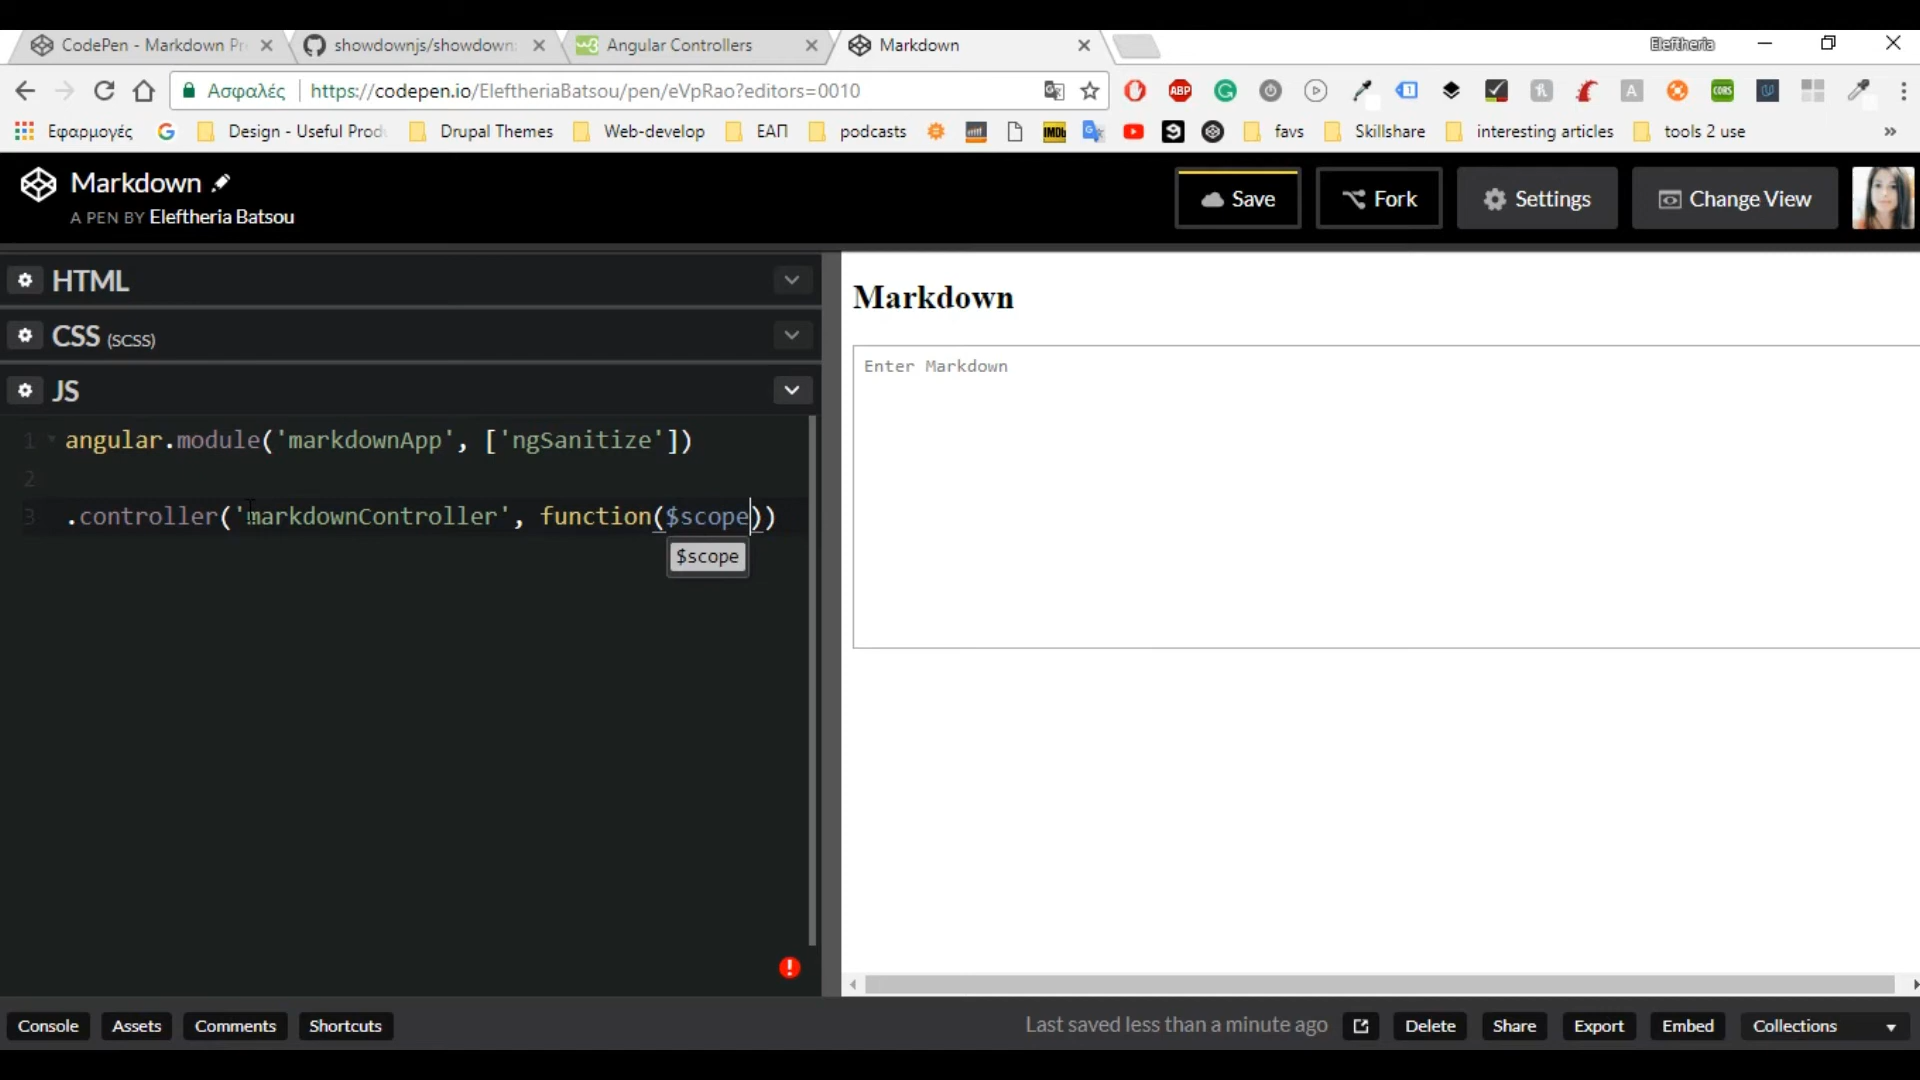 CodePen - Markdown Pr
showdownjs/showdown:
Angular Controllers
Markdown
Eleftheria
Ασφαλές
https://codepen.io/EleftheriaBatsou/pen/eVpRao?editors=0010
Εφαρμογές
Design - Useful Prod
Drupal Themes
Web-develop
ΕΑΠ
podcasts
favs
Skillshare
interesting articles
tools 2 use
»
Markdown
A PEN BY Eleftheria Batsou
Save
Fork
Settings
Change View
HTML
CSS (SCSS)
JS
1 angular.module('markdownApp', ['ngSanitize'])
2
3 .controller('markdownController', function($scope))
$scope
Markdown
Enter Markdown
Console
Assets
Comments
Shortcuts
Last saved less than a minute ago
Delete
Share
Export
Embed
Collections